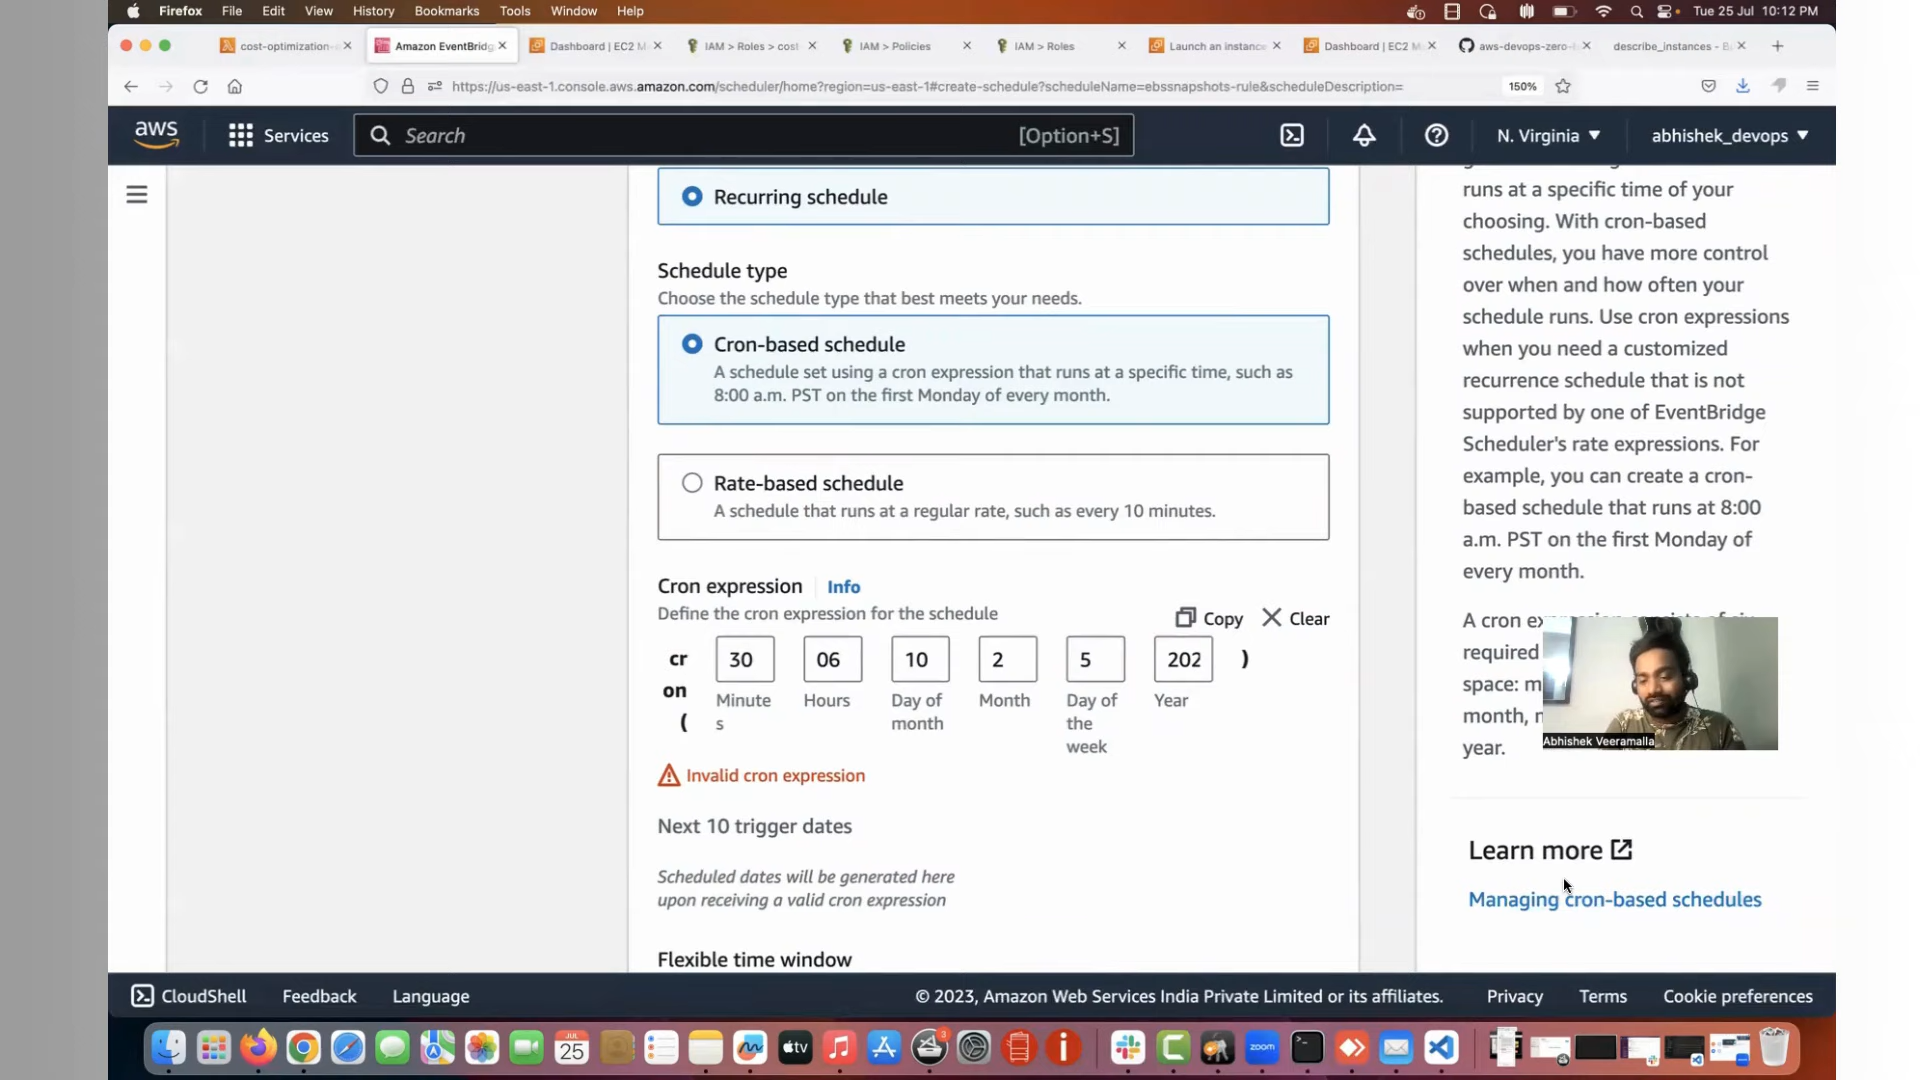 Firefox File Edit View History Bookmarks Tools Window Help Tue 25 Jul 10:12 PM
cost-optimization Amazon EventBridg Dashboard | EC2 M IAM > Roles > cost IAM > Policies IAM > Roles Launch an instance Dashboard | EC2 M aws-devops-zero describe_instances - B
https://us-east-1.console.aws.amazon.com/scheduler/home?region=us-east-1#create-schedule?scheduleName=ebssnapshots-rule&scheduleDescription= 150%
aws Services Search [Option+S] N. Virginia abhishek_devops
Recurring schedule
Schedule type
Choose the schedule type that best meets your needs.
Cron-based schedule
A schedule set using a cron expression that runs at a specific time, such as
8:00 a.m. PST on the first Monday of every month.
Rate-based schedule
A schedule that runs at a regular rate, such as every 10 minutes.
Cron expression Info
Define the cron expression for the schedule
Copy Clear
cr
on
(
30 06 10 2 5 202 )
Minute
s
Hours
Day of
month
Month
Day of
the
week
Year
Invalid cron expression
Next 10 trigger dates
Scheduled dates will be generated here
upon receiving a valid cron expression
Flexible time window
runs at a specific time of your
choosing. With cron-based
schedules, you have more control
over when and how often your
schedule runs. Use cron expressions
when you need a customized
recurrence schedule that is not
supported by one of EventBridge
Scheduler's rate expressions. For
example, you can create a cron-
based schedule that runs at 8:00
a.m. PST on the first Monday of
every month.
A cron
required
space:
month,
year.
Abhishek Veeramalla
Learn more
Managing cron-based schedules
CloudShell Feedback Language © 2023, Amazon Web Services India Private Limited or its affiliates. Privacy Terms Cookie preferences
JUL
25
tv
3
zoom